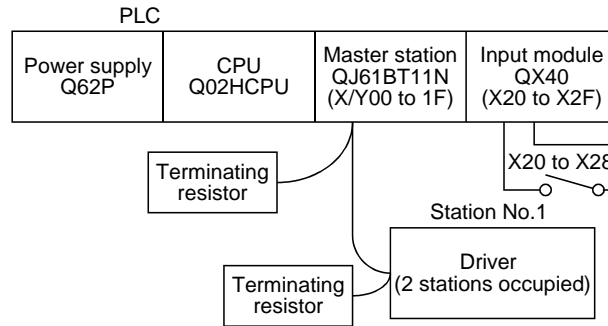 PLC
Power supply
Q62P
CPU
Q02HCPU
Master station
QJ61BT11N
(X/Y00 to 1F)
Input module
QX40
(X20 to X2F)
X20 to X28
Terminating
resistor
Station No.1
Driver
(2 stations occupied)
Terminating
resistor